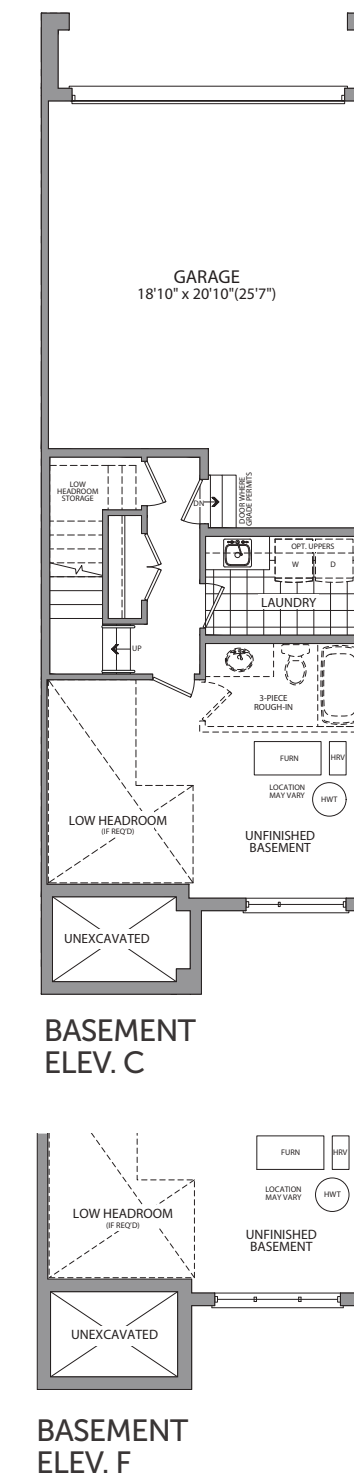 GARAGE
18'10" x 20'10"(25'7")
LOW
HEADROOM
STORAGE
DN
DOOR WHERE
GRADE PERMITS
OPT. UPPERS
W
D
LAUNDRY
UP
3-PIECE
ROUGH-IN
FURN
HRV
LOCATION
MAY VARY
HWT
LOW HEADROOM
(IF REQ'D)
UNFINISHED
BASEMENT
UNEXCAVATED
BASEMENT
ELEV. C
FURN
HRV
LOCATION
MAY VARY
HWT
LOW HEADROOM
(IF REQ'D)
UNFINISHED
BASEMENT
UNEXCAVATED
BASEMENT
ELEV. F